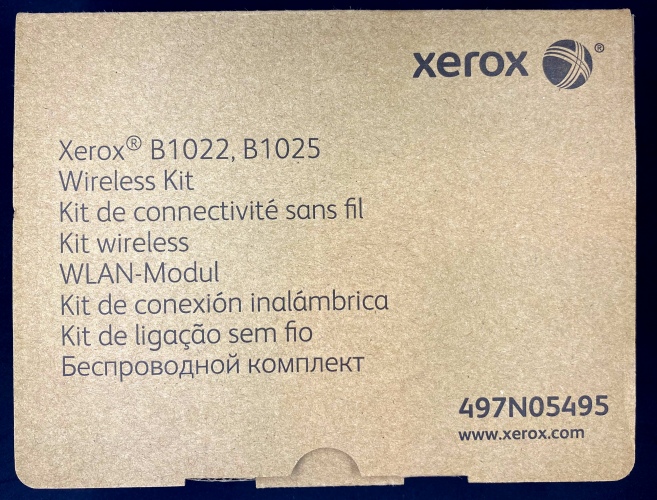 xerox ®
Xerox® B1022, B1025
Wireless Kit
Kit de connectivité sans fil
Kit wireless
WLAN-Modul
Kit de conexión inalámbrica
Kit de ligação sem fio
Беспроводной комплект
497N05495
www.xerox.com